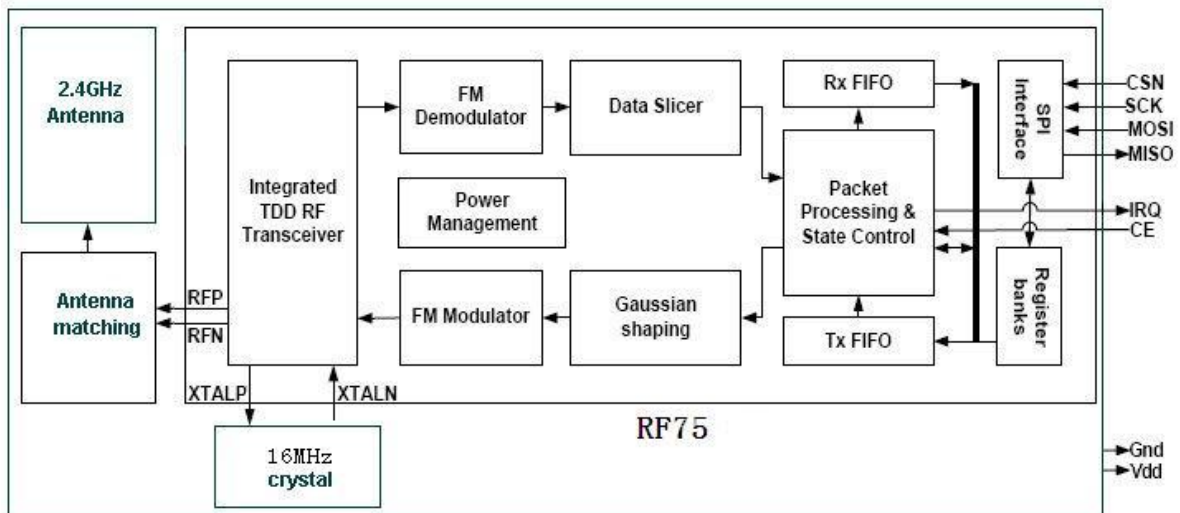 2.4GHz
Antenna
Antenna
matching
RFP
RFN
XTALP
XTALN
16MHz
crystal
Integrated
TDD RF
Transceiver
FM
Demodulator
Data Slicer
Power
Management
FM Modulator
Gaussian
shaping
Rx FIFO
Packet
Processing &
State Control
Tx FIFO
SPI
Interface
Register
banks
CSN
SCK
MOSI
MISO
IRQ
CE
RF75
Gnd
Vdd